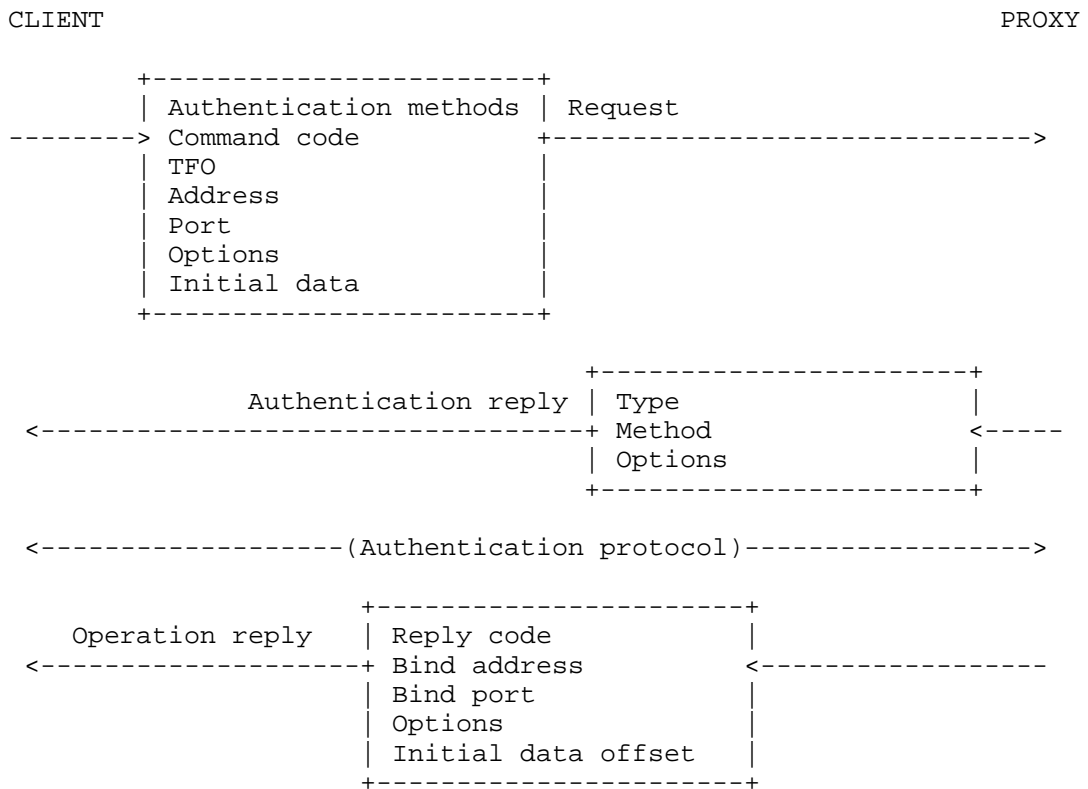 CLIENT PROXY
Authentication methods Request
Command code
TFO
Address
Port
Options
Initial data
Authentication reply Type
Method
Options
(Authentication protocol)
Operation reply Reply code
Bind address
Bind port
Options
Initial data offset